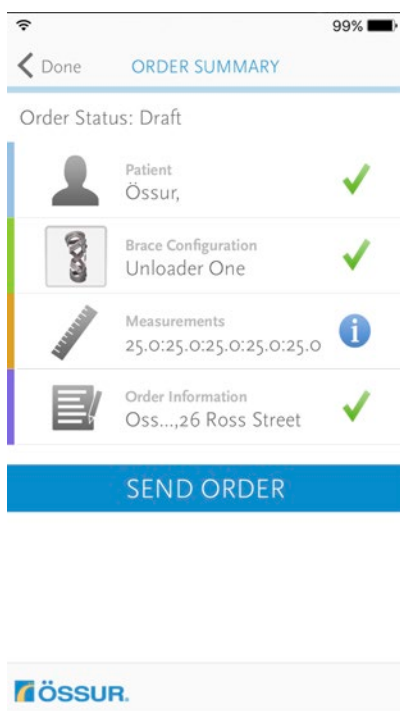 99%
Done
ORDER SUMMARY
Order Status: Draft
Patient
Össur,
Brace Configuration
Unloader One
Measurements
25.0:25.0:25.0:25.0:25.0
Order Information
Oss...,26 Ross Street
SEND ORDER
ÖSSUR.